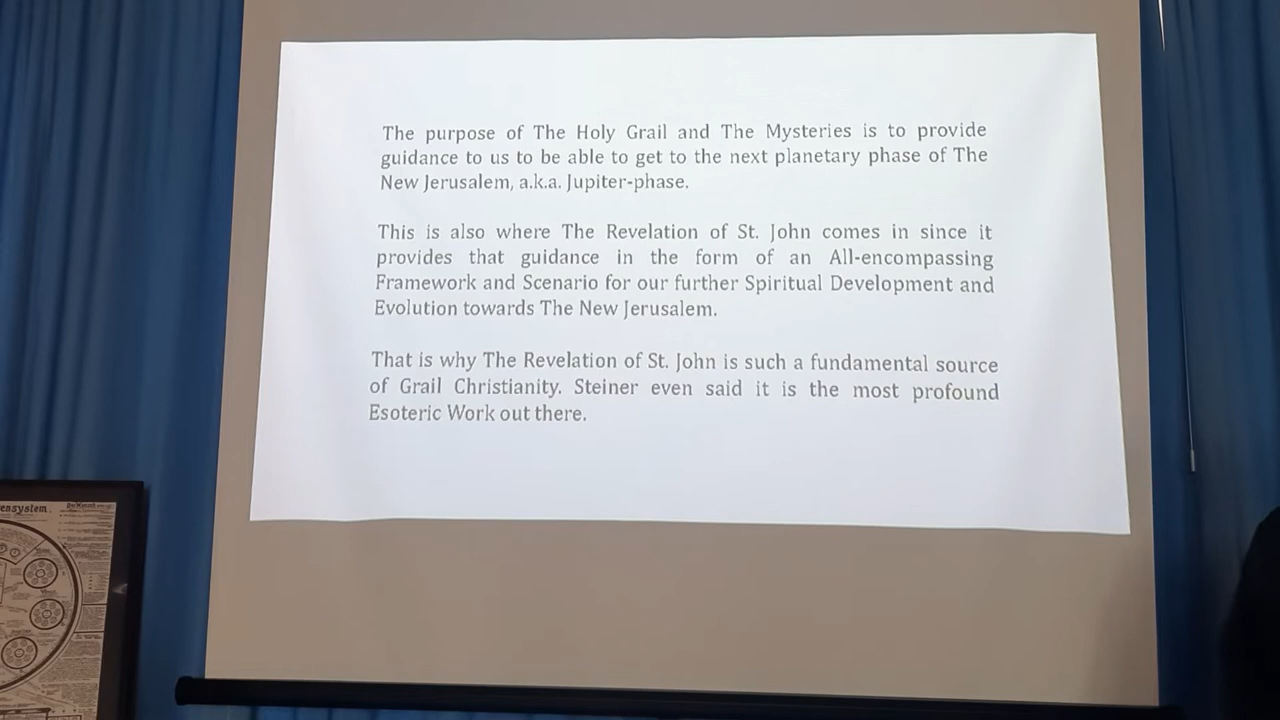 The purpose of The Holy Grail and The Mysteries is to provide
guidance to us to be able to get to the next planetary phase of The
New Jerusalem, a.k.a. Jupiter-phase.
This is also where The Revelation of St. John comes in since it
provides that guidance in the form of an All-encompassing
Framework and Scenario for our further Spiritual Development and
Evolution towards The New Jerusalem.
That is why The Revelation of St. John is such a fundamental source
of Grail Christianity. Steiner even said it is the most profound
Esoteric Work out there.
ensystem.